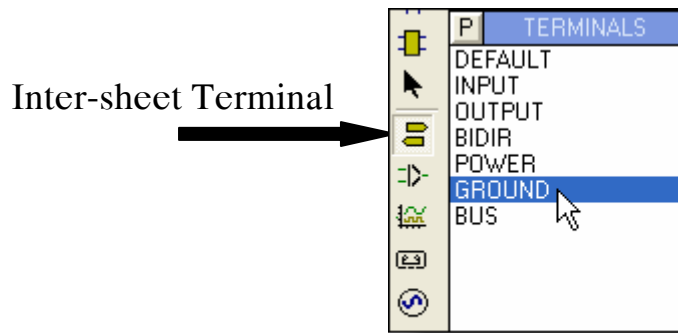 Inter-sheet Terminal
P TERMINALS
DEFAULT
INPUT
OUTPUT
BIDIR
POWER
GROUND
BUS